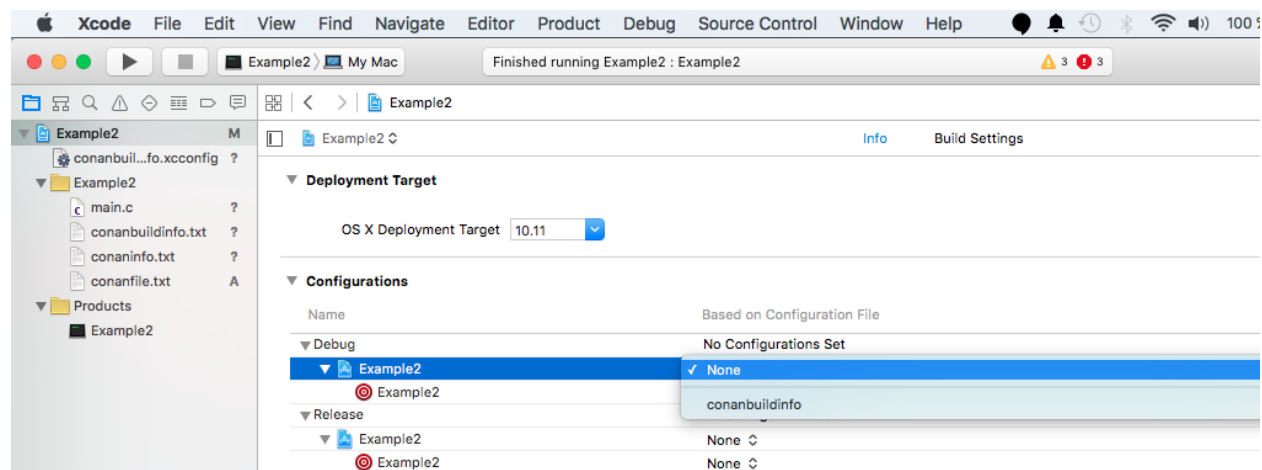 Xcode File Edit View Find Navigate Editor Product Debug Source Control Window Help 100
Example2 My Mac Finished running Example2 : Example2 3 3
Example2
Example2 M
Example2 Info Build Settings
conanbuil...fo.xcconfig ?
Example2
Deployment Target
main.c ?
conanbuildinfo.txt ?
OS X Deployment Target 10.11
conaninfo.txt ?
conanfile.txt A
Configurations
Products
Name Based on Configuration File
Example2
Debug No Configurations Set
Example2 ✓ None
Example2
conanbuildinfo
Release
Example2 None
Example2 None